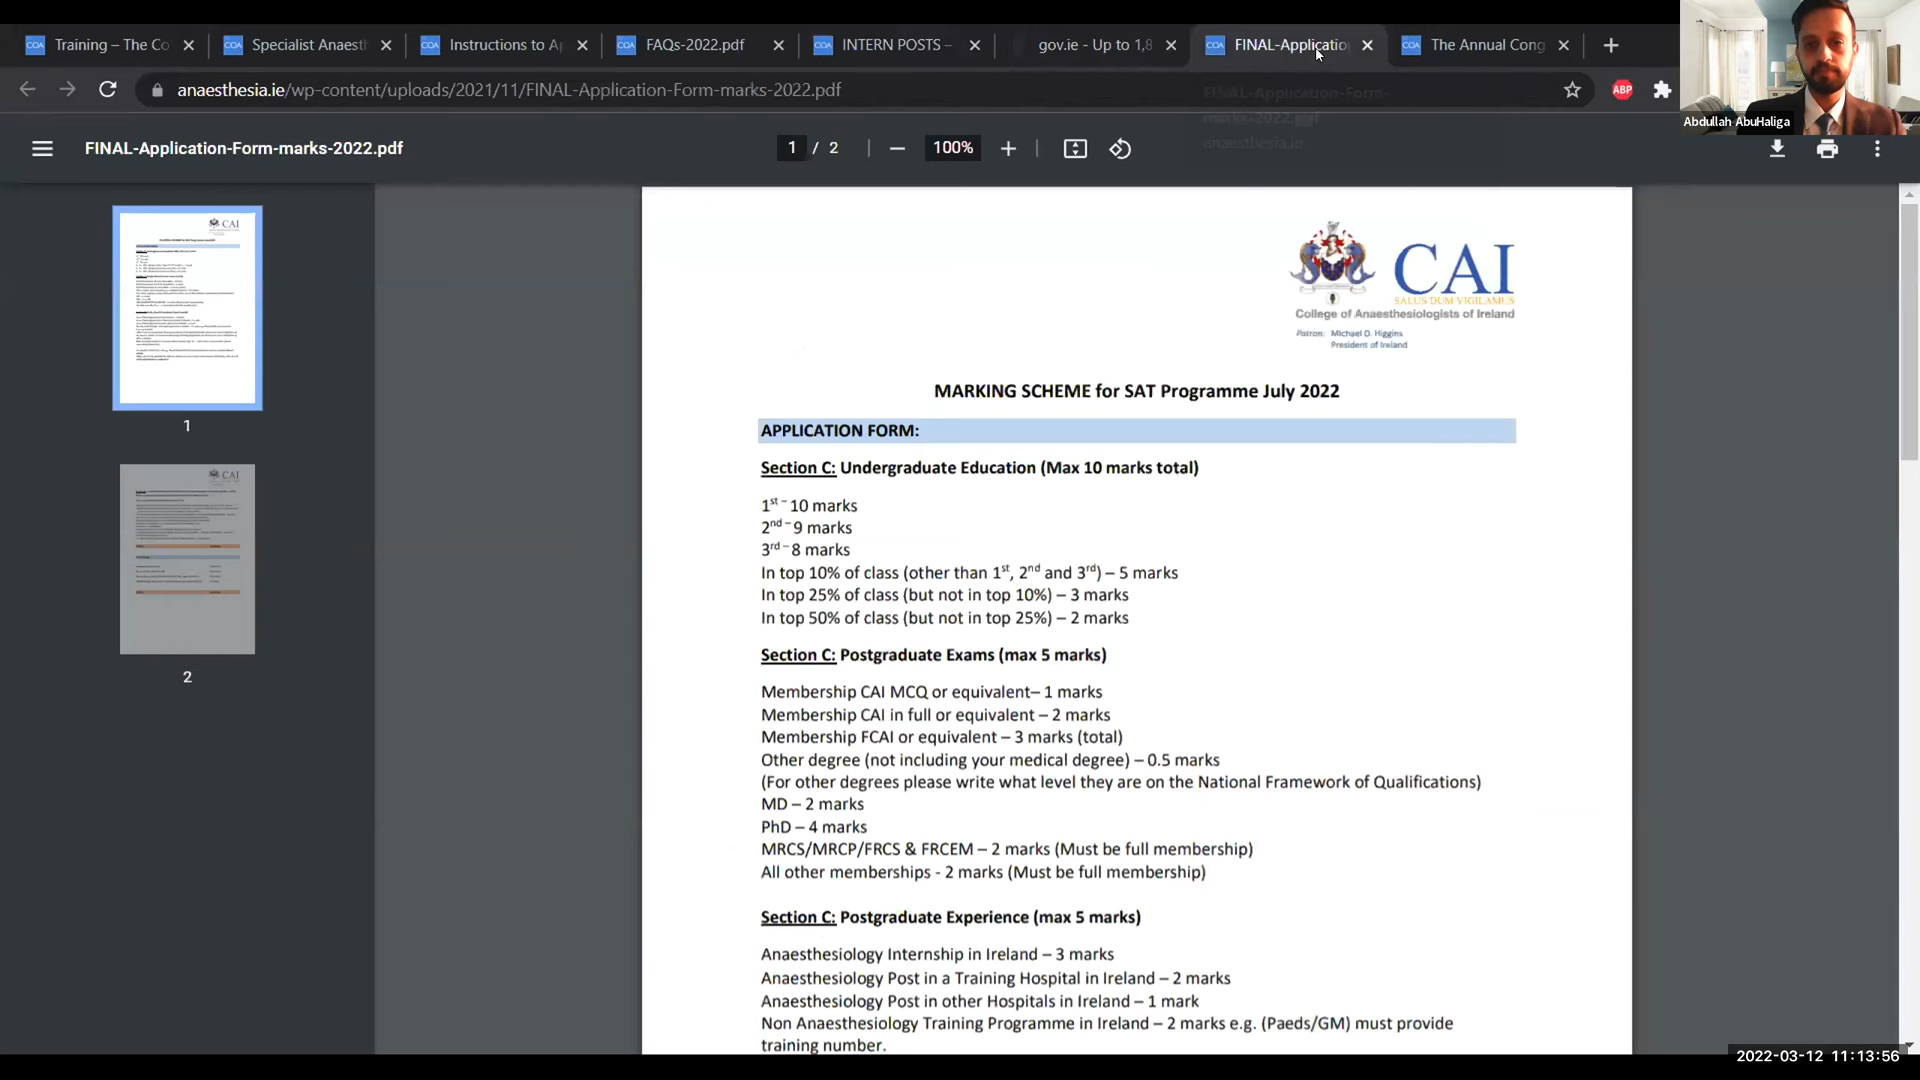 Training – The Co
Specialist Anaest
Instructions to A
FAQs-2022.pdf
INTERN POSTS –
gov.ie - Up to 1,8
FINAL-Applicatio
The Annual Cong
anaesthesia.ie/wp-content/uploads/2021/11/FINAL-Application-Form-marks-2022.pdf
ABP
Abdullah AbuHaliga
FINAL-Application-Form-
marks-2022.pdf
anaesthesia.ie
FINAL-Application-Form-marks-2022.pdf
1 / 2
100%
1
2
CAI
SALUS DUM VIGILAMUS
College of Anaesthesiologists of Ireland
Patron: Michael D. Higgins
President of Ireland
MARKING SCHEME for SAT Programme July 2022
APPLICATION FORM:
Section C: Undergraduate Education (Max 10 marks total)
1st – 10 marks
2nd – 9 marks
3rd – 8 marks
In top 10% of class (other than 1st, 2nd and 3rd) – 5 marks
In top 25% of class (but not in top 10%) – 3 marks
In top 50% of class (but not in top 25%) – 2 marks
Section C: Postgraduate Exams (max 5 marks)
Membership CAI MCQ or equivalent– 1 marks
Membership CAI in full or equivalent – 2 marks
Membership FCAI or equivalent – 3 marks (total)
Other degree (not including your medical degree) – 0.5 marks
(For other degrees please write what level they are on the National Framework of Qualifications)
MD – 2 marks
PhD – 4 marks
MRCS/MRCP/FRCS & FRCEM – 2 marks (Must be full membership)
All other memberships - 2 marks (Must be full membership)
Section C: Postgraduate Experience (max 5 marks)
Anaesthesiology Internship in Ireland – 3 marks
Anaesthesiology Post in a Training Hospital in Ireland – 2 marks
Anaesthesiology Post in other Hospitals in Ireland – 1 mark
Non Anaesthesiology Training Programme in Ireland – 2 marks e.g. (Paeds/GM) must provide
training number.
2022-03-12 11:13:56